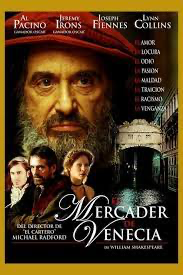 AL PACINO
GANADOR OSCAR
JEREMY IRONS
GANADOR OSCAR
JOSEPH FIENNES
LYNN COLLINS
EL AMOR
LA LOCURA
EL ODIO
LA PASIÓN
LA MALDAD
LA TRAICIÓN
EL RACISMO
LA VENGANZA
EL
MERCADER
DE
VENECIA
DEL DIRECTOR DE
"EL CARTERO"
MICHAEL RADFORD
DE WILLIAM SHAKESPEARE